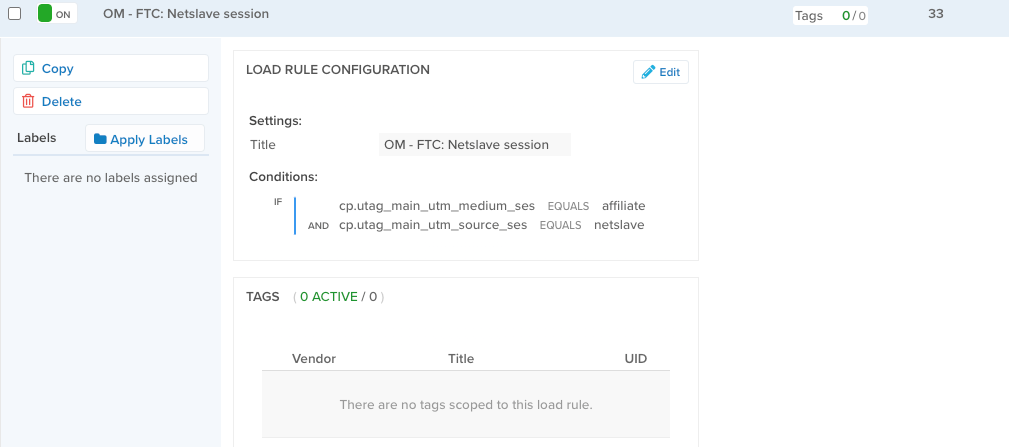 ON OM - FTC: Netslave session Tags 0/0 33
Copy
Delete
Labels Apply Labels
There are no labels assigned
LOAD RULE CONFIGURATION Edit
Settings:
Title OM - FTC: Netslave session
Conditions:
IF cp.utag_main_utm_medium_ses EQUALS affiliate
AND cp.utag_main_utm_source_ses EQUALS netslave
TAGS ( 0 ACTIVE / 0 )
Vendor Title UID
There are no tags scoped to this load rule.